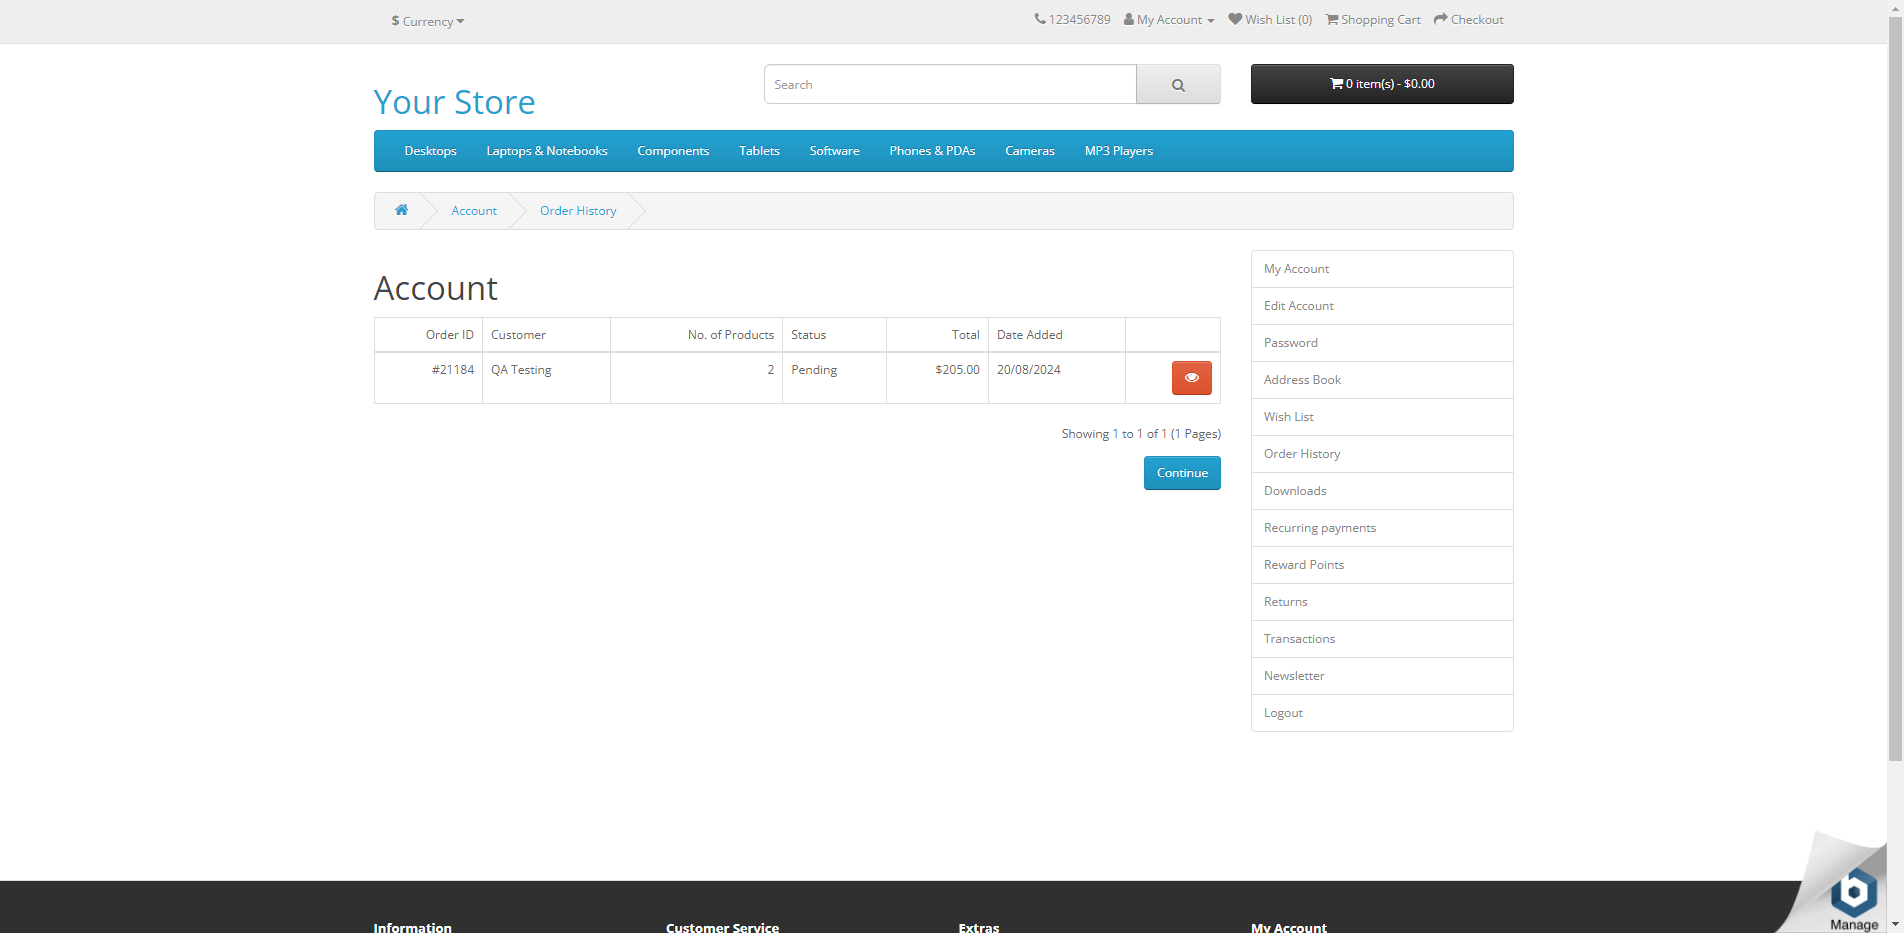 $ Currency
123456789 My Account Wish List (0) Shopping Cart Checkout
Your Store
Search
0 item(s) - $0.00
Desktops Laptops & Notebooks Components Tablets Software Phones & PDAs Cameras MP3 Players
Account Order History
Account
Order ID Customer No. of Products Status Total Date Added
#21184 QA Testing 2 Pending $205.00 20/08/2024
Showing 1 to 1 of 1 (1 Pages)
Continue
My Account
Edit Account
Password
Address Book
Wish List
Order History
Downloads
Recurring payments
Reward Points
Returns
Transactions
Newsletter
Logout
Information Customer Service Extras My Account
b
Manage